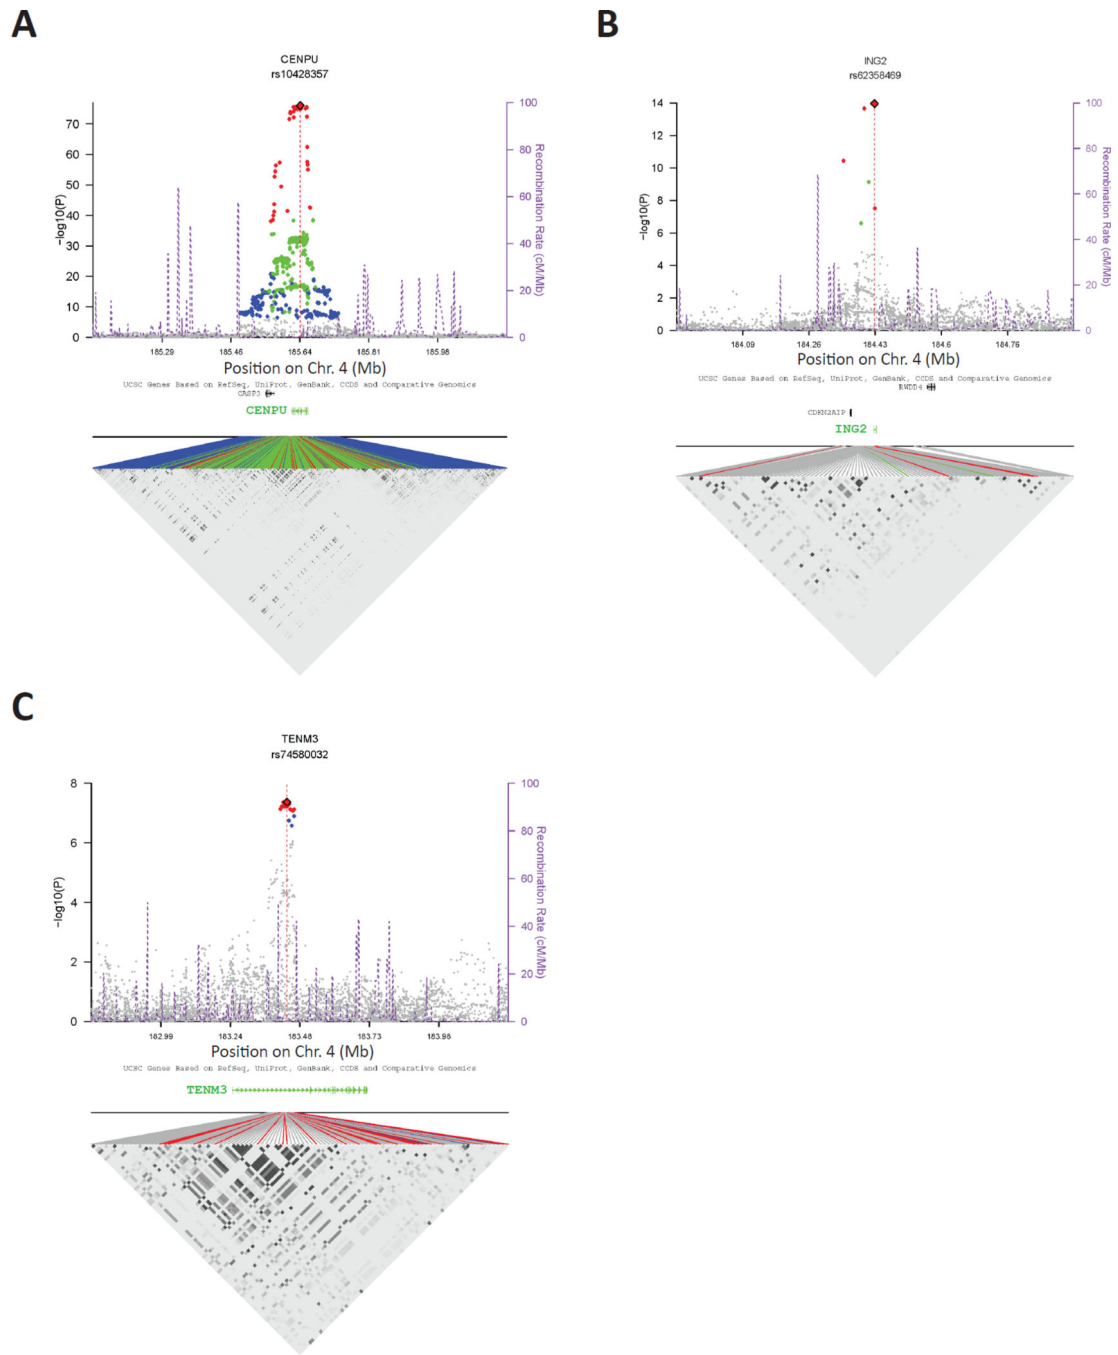 A
CENPU
rs10428357
70
60
50
40
30
20
10
0
−log10(P)
100
80
60
40
20
0
Recombination Rate (cM/Mb)
185.29
185.46
185.64
185.81
185.98
Position on Chr. 4 (Mb)
UCSC Genes Based on RefSeq, UniProt, GenBank, CCDS and Comparative Genomics
CASP3
CENPU
B
ING2
rs62358469
14
12
10
8
6
4
2
0
−log10(P)
100
80
60
40
20
0
Recombination Rate (cM/Mb)
184.09
184.26
184.43
184.6
184.76
Position on Chr. 4 (Mb)
UCSC Genes Based on RefSeq, UniProt, GenBank, CCDS and Comparative Genomics
RWDD4
CDKN2AIP
ING2
C
TENM3
rs74580032
8
6
4
2
0
−log10(P)
100
80
60
40
20
0
Recombination Rate (cM/Mb)
182.99
183.24
183.48
183.73
183.98
Position on Chr. 4 (Mb)
UCSC Genes Based on RefSeq, UniProt, GenBank, CCDS and Comparative Genomics
TENM3